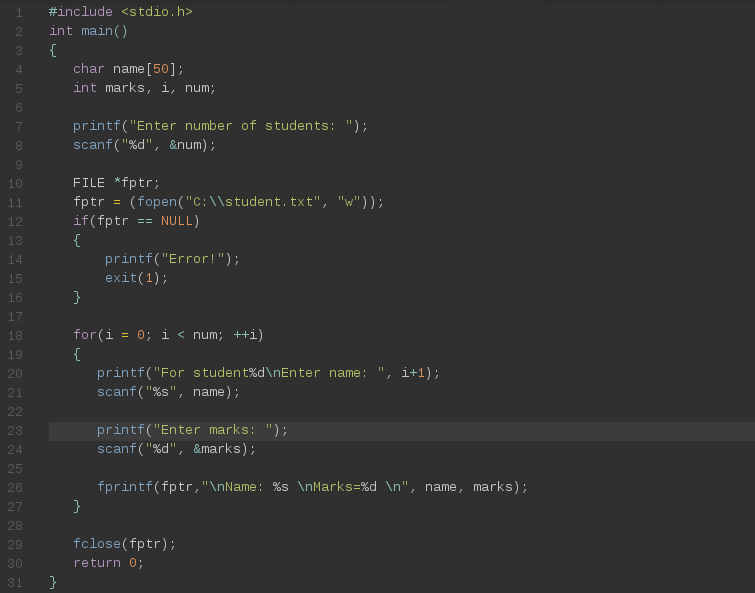 1 #include <stdio.h>
2 int main()
3 {
4    char name[50];
5    int marks, i, num;
6
7    printf("Enter number of students: ");
8    scanf("%d", &num);
9
10    FILE *fptr;
11    fptr = (fopen("C:\\student.txt", "w"));
12    if(fptr == NULL)
13    {
14        printf("Error!");
15        exit(1);
16    }
17
18    for(i = 0; i < num; ++i)
19    {
20       printf("For student%d\nEnter name: ", i+1);
21       scanf("%s", name);
22
23       printf("Enter marks: ");
24       scanf("%d", &marks);
25
26       fprintf(fptr,"\nName: %s \nMarks=%d \n", name, marks);
27    }
28
29    fclose(fptr);
30    return 0;
31 }